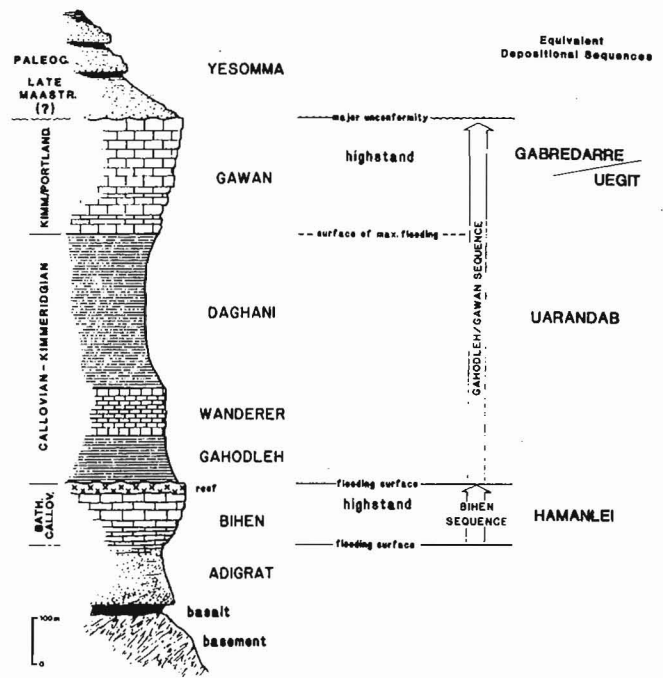 Equivalent
Depositional Sequences
PALEOG.
LATE
MAASTR.
(?)
YESOMMA
major unconformity
KIMM/PORTLAND.
GAWAN
highstand
GABREDARRE
UEGIT
surface of max. flooding
CALLOVIAN - KIMMERIDGIAN
DAGHANI
GAHODLEH/GAWAN SEQUENCE
UARANDAB
WANDERER
GAHODLEH
reef
flooding surface
BATH.
CALLOV.
BIHEN
highstand
BIHEN
SEQUENCE
HAMANLEI
flooding surface
ADIGRAT
basalt
basement
100m
0